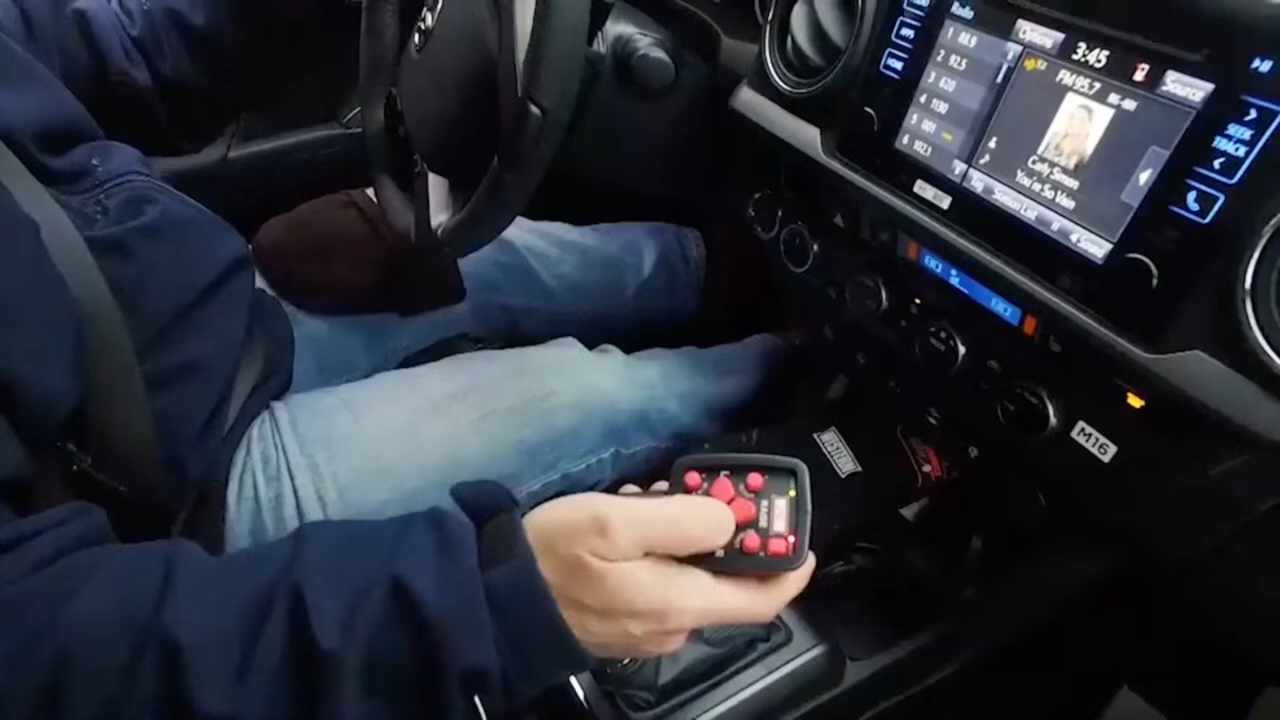 Radio
Options
3:45
Source
1 88.9
2 92.5
3 620
4 1130
5 001
6 102.1
FM 95.7
Carly Simon
You're So Vain
Tag
Station List
Sound
APPS
HOME
SEEK
TRACK
WESTERN
M16